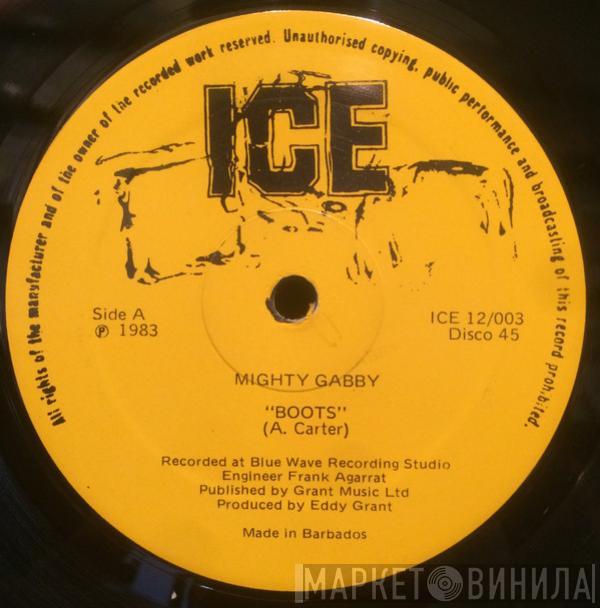 All rights of the manufacturer and of the owner of the recorded work reserved. Unauthorised copying, public performance and broadcasting of this record prohibited.
ICE
Side A
℗ 1983
ICE 12/003
Disco 45
MIGHTY GABBY
"BOOTS"
(A. Carter)
Recorded at Blue Wave Recording Studio
Engineer Frank Agarrat
Published by Grant Music Ltd
Produced by Eddy Grant
Made in Barbados
МАРКЕТ ВИНИЛА